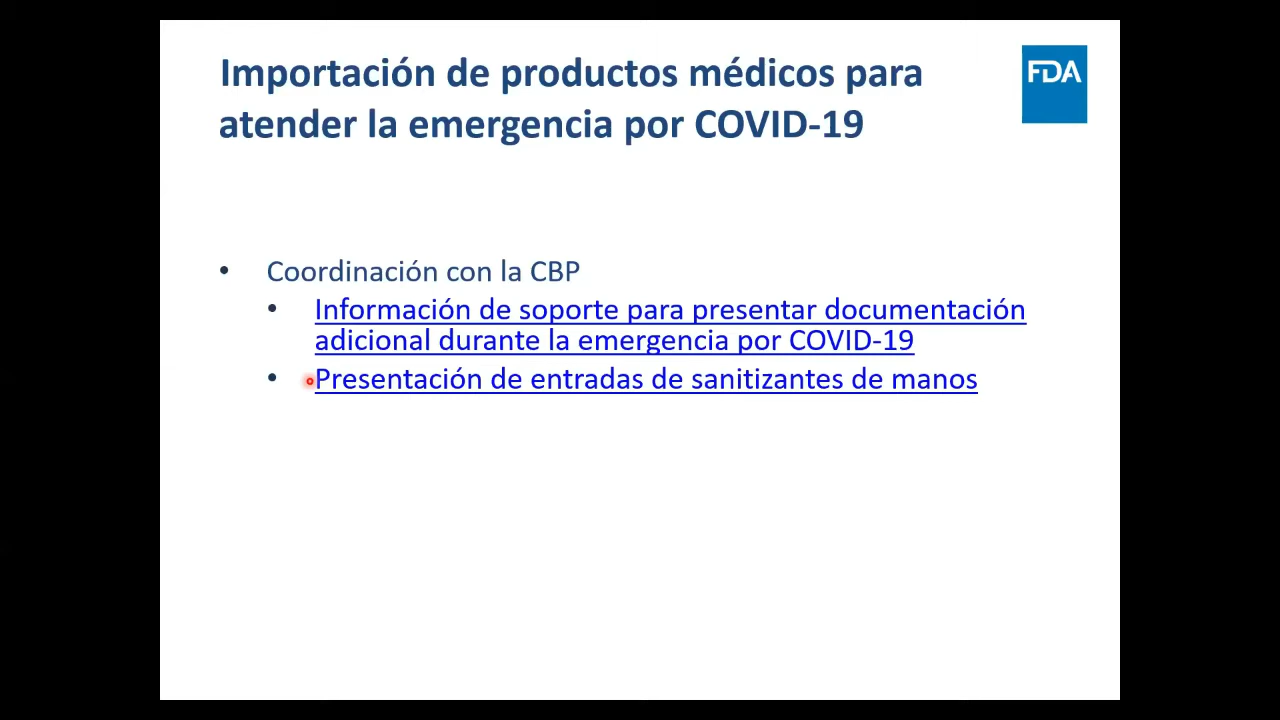 Importación de productos médicos para
atender la emergencia por COVID-19
FDA
• Coordinación con la CBP
• Información de soporte para presentar documentación
adicional durante la emergencia por COVID-19
• Presentación de entradas de sanitizantes de manos